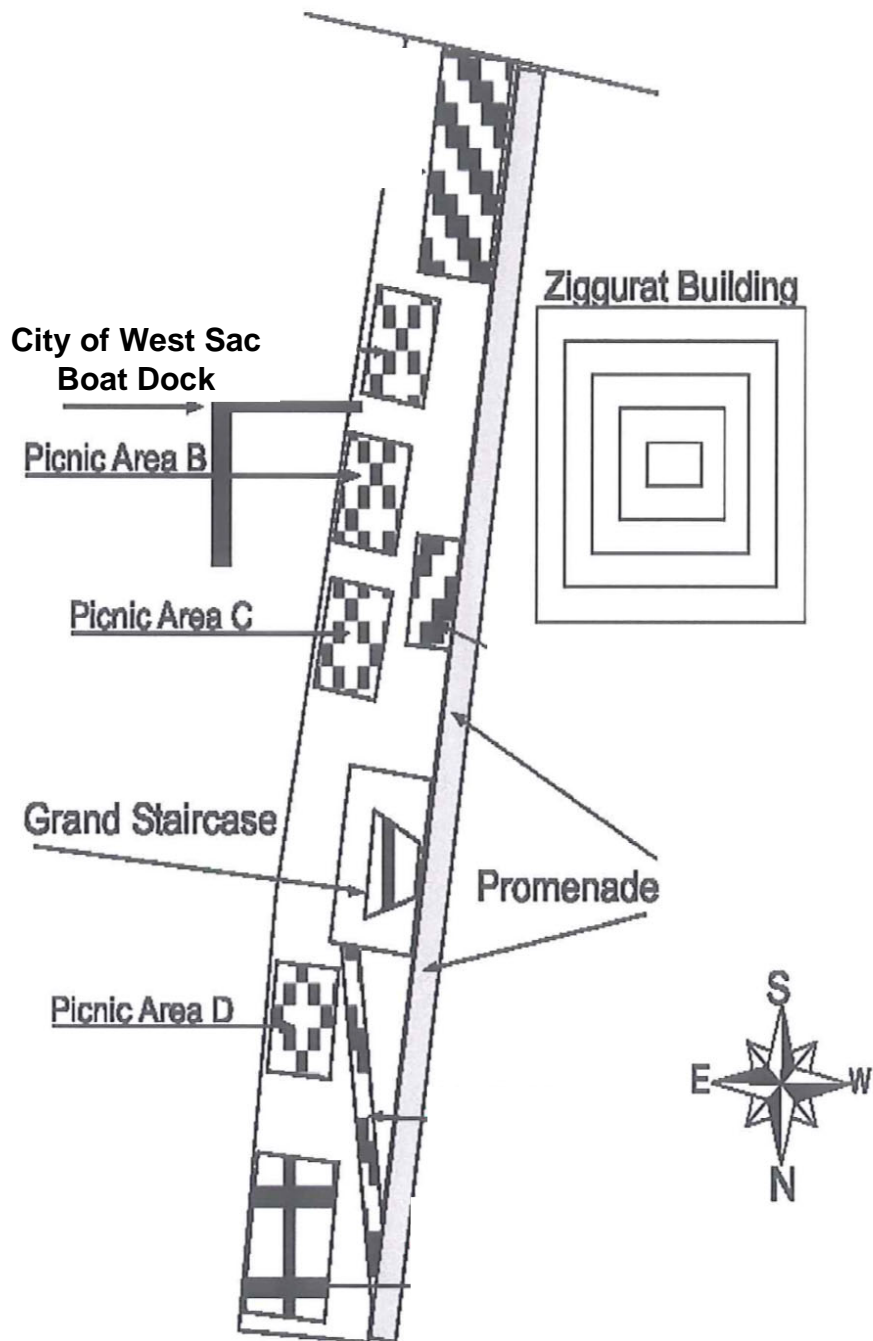 Ziggurat Building
City of West Sac
Boat Dock
Picnic Area B
Picnic Area C
Grand Staircase
Promenade
Picnic Area D
S
E
W
N